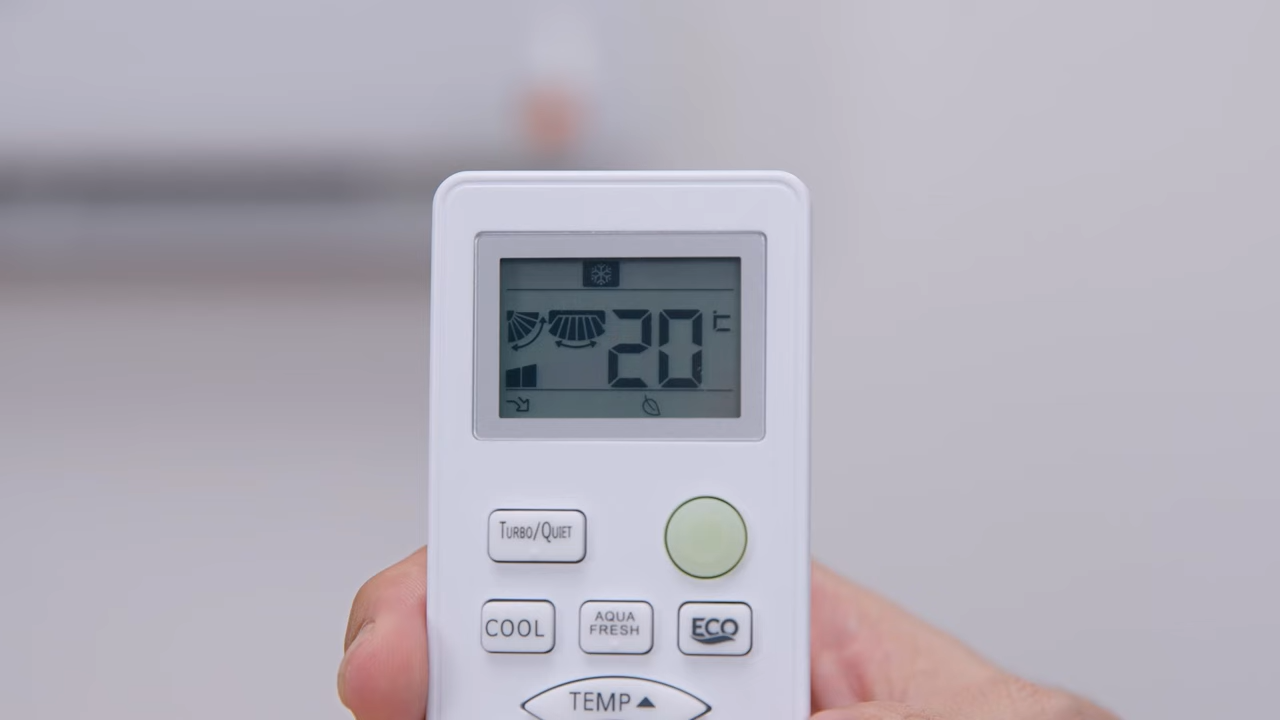 20°C
TURBO/QUIET
COOL
AQUA
FRESH
ECO
TEMP ▲